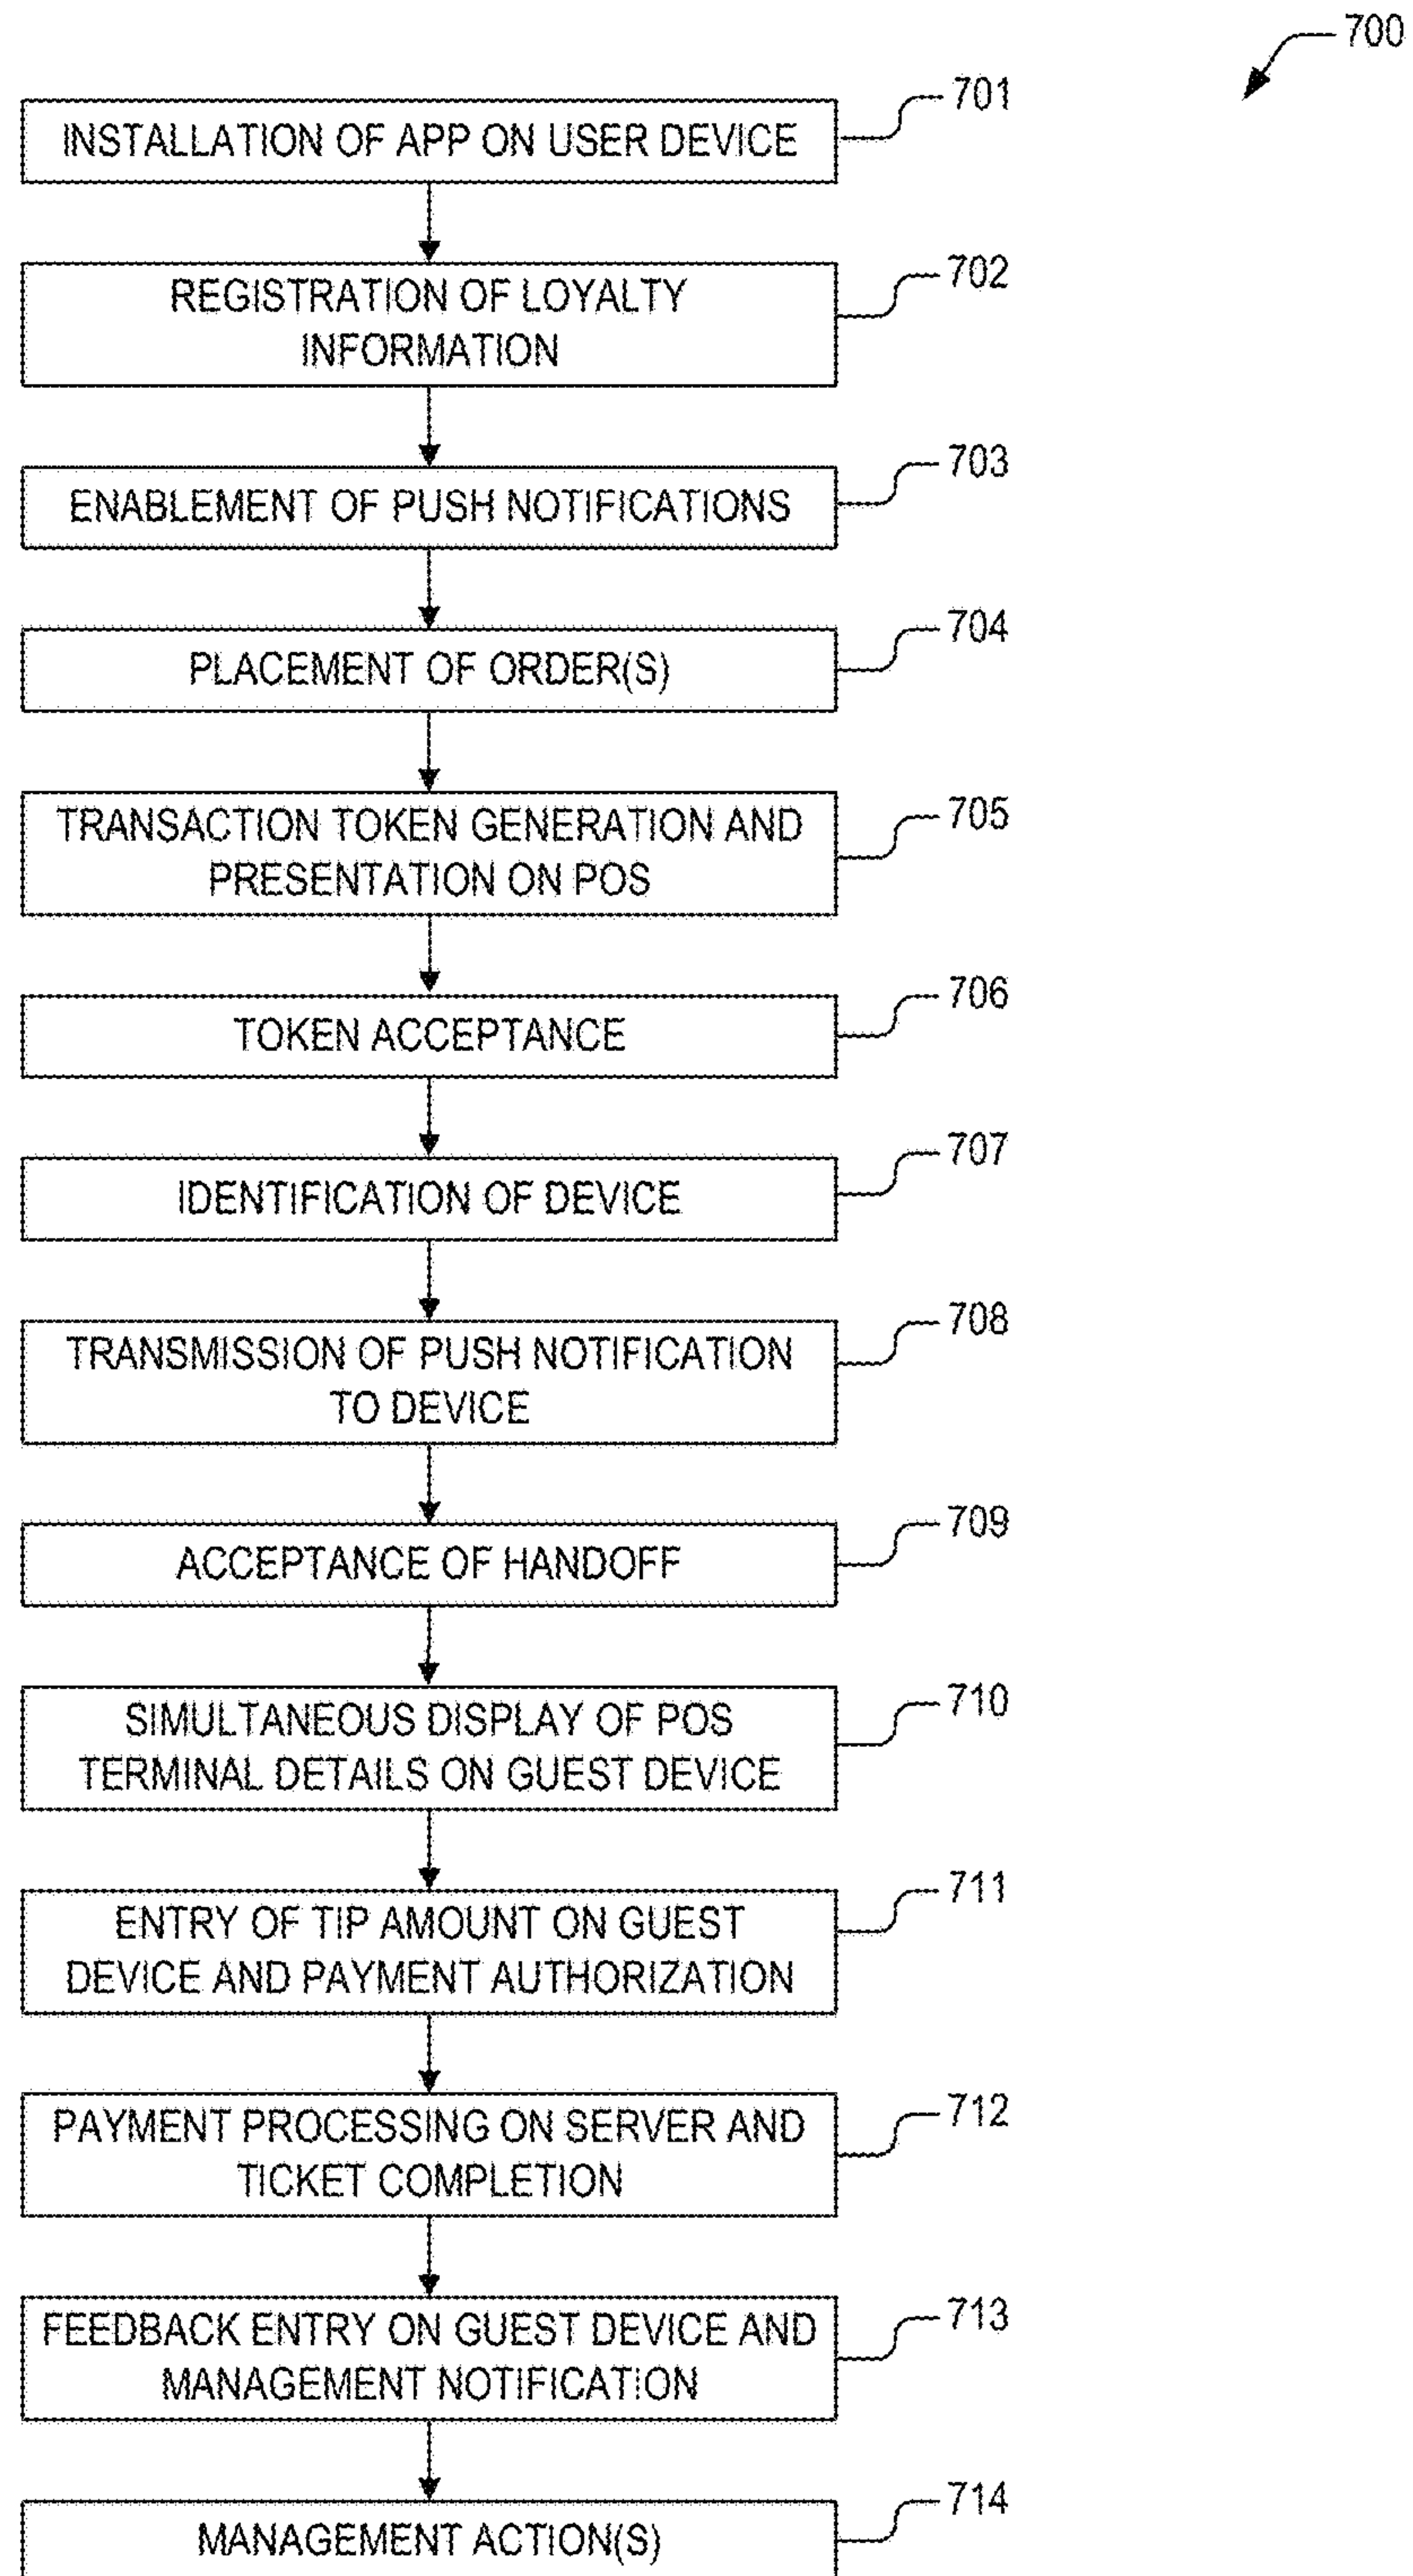 700
701
INSTALLATION OF APP ON USER DEVICE
702
REGISTRATION OF LOYALTY
INFORMATION
703
ENABLEMENT OF PUSH NOTIFICATIONS
704
PLACEMENT OF ORDER(S)
705
TRANSACTION TOKEN GENERATION AND
PRESENTATION ON POS
706
TOKEN ACCEPTANCE
707
IDENTIFICATION OF DEVICE
708
TRANSMISSION OF PUSH NOTIFICATION
TO DEVICE
709
ACCEPTANCE OF HANDOFF
710
SIMULTANEOUS DISPLAY OF POS
TERMINAL DETAILS ON GUEST DEVICE
711
ENTRY OF TIP AMOUNT ON GUEST
DEVICE AND PAYMENT AUTHORIZATION
712
PAYMENT PROCESSING ON SERVER AND
TICKET COMPLETION
713
FEEDBACK ENTRY ON GUEST DEVICE AND
MANAGEMENT NOTIFICATION
714
MANAGEMENT ACTION(S)